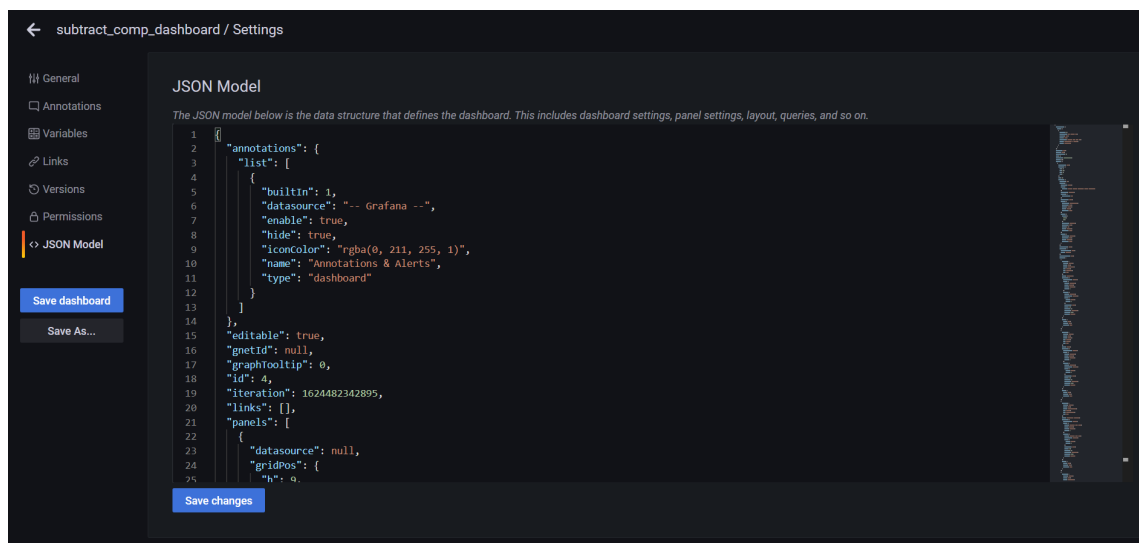 subtract_comp_dashboard / Settings
General
Annotations
Variables
Links
Versions
Permissions
<> JSON Model
Save dashboard
Save As...
JSON Model
The JSON model below is the data structure that defines the dashboard. This includes dashboard settings, panel settings, layout, queries, and so on.
1 {
2 "annotations": {
3 "list": [
4 {
5 "builtIn": 1,
6 "datasource": "-- Grafana --",
7 "enable": true,
8 "hide": true,
9 "iconColor": "rgba(0, 211, 255, 1)",
10 "name": "Annotations & Alerts",
11 "type": "dashboard"
12 }
13 ]
14 },
15 "editable": true,
16 "gnetId": null,
17 "graphTooltip": 0,
18 "id": 4,
19 "iteration": 1624482342895,
20 "links": [],
21 "panels": [
22 {
23 "datasource": null,
24 "gridPos": {
25 "h": 9,
Save changes